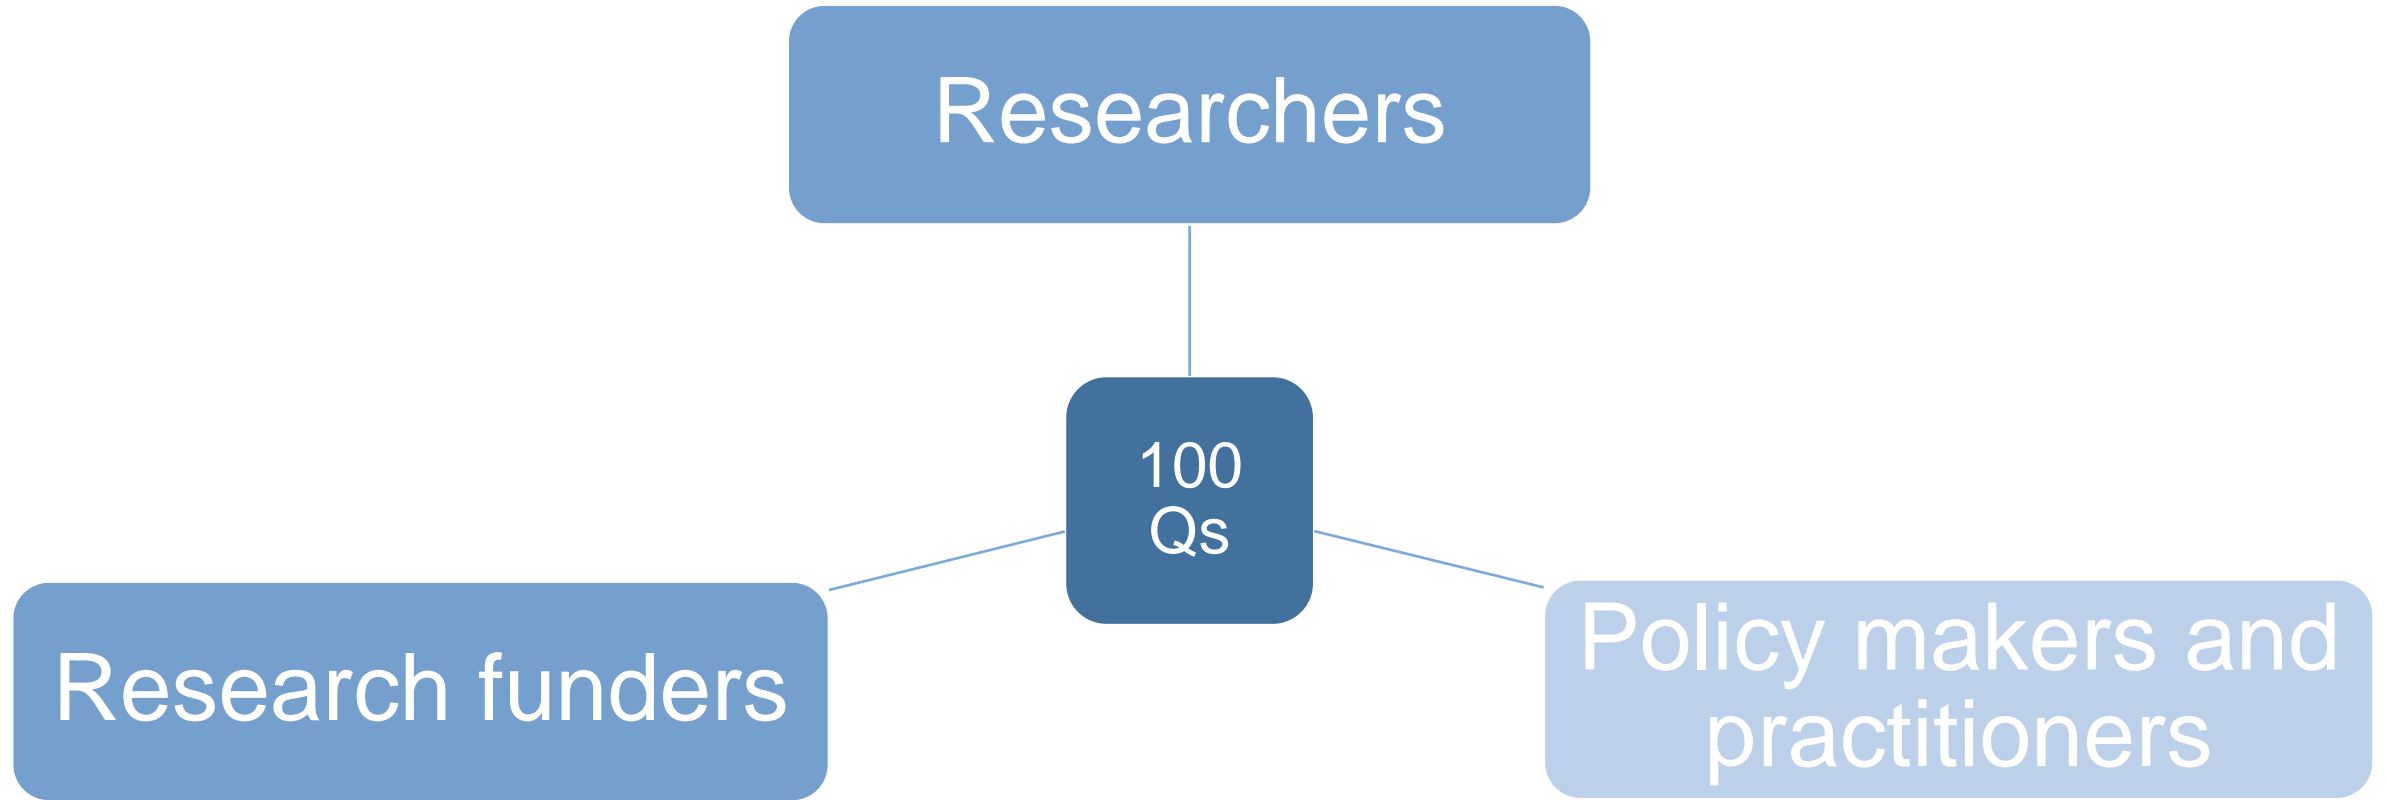 Researchers
100
Qs
Research funders
Policy makers and
practitioners